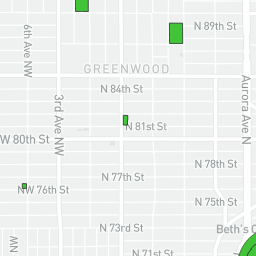 N 89th St
6th Ave NW
GREENWOOD
N 84th St
Aurora Ave N
3rd Ave NW
N 81st St
W 80th St
N 78th St
N 77th St
NW 76th St
N 75th St
N 73rd St
Beth's C
NW
N 71st St